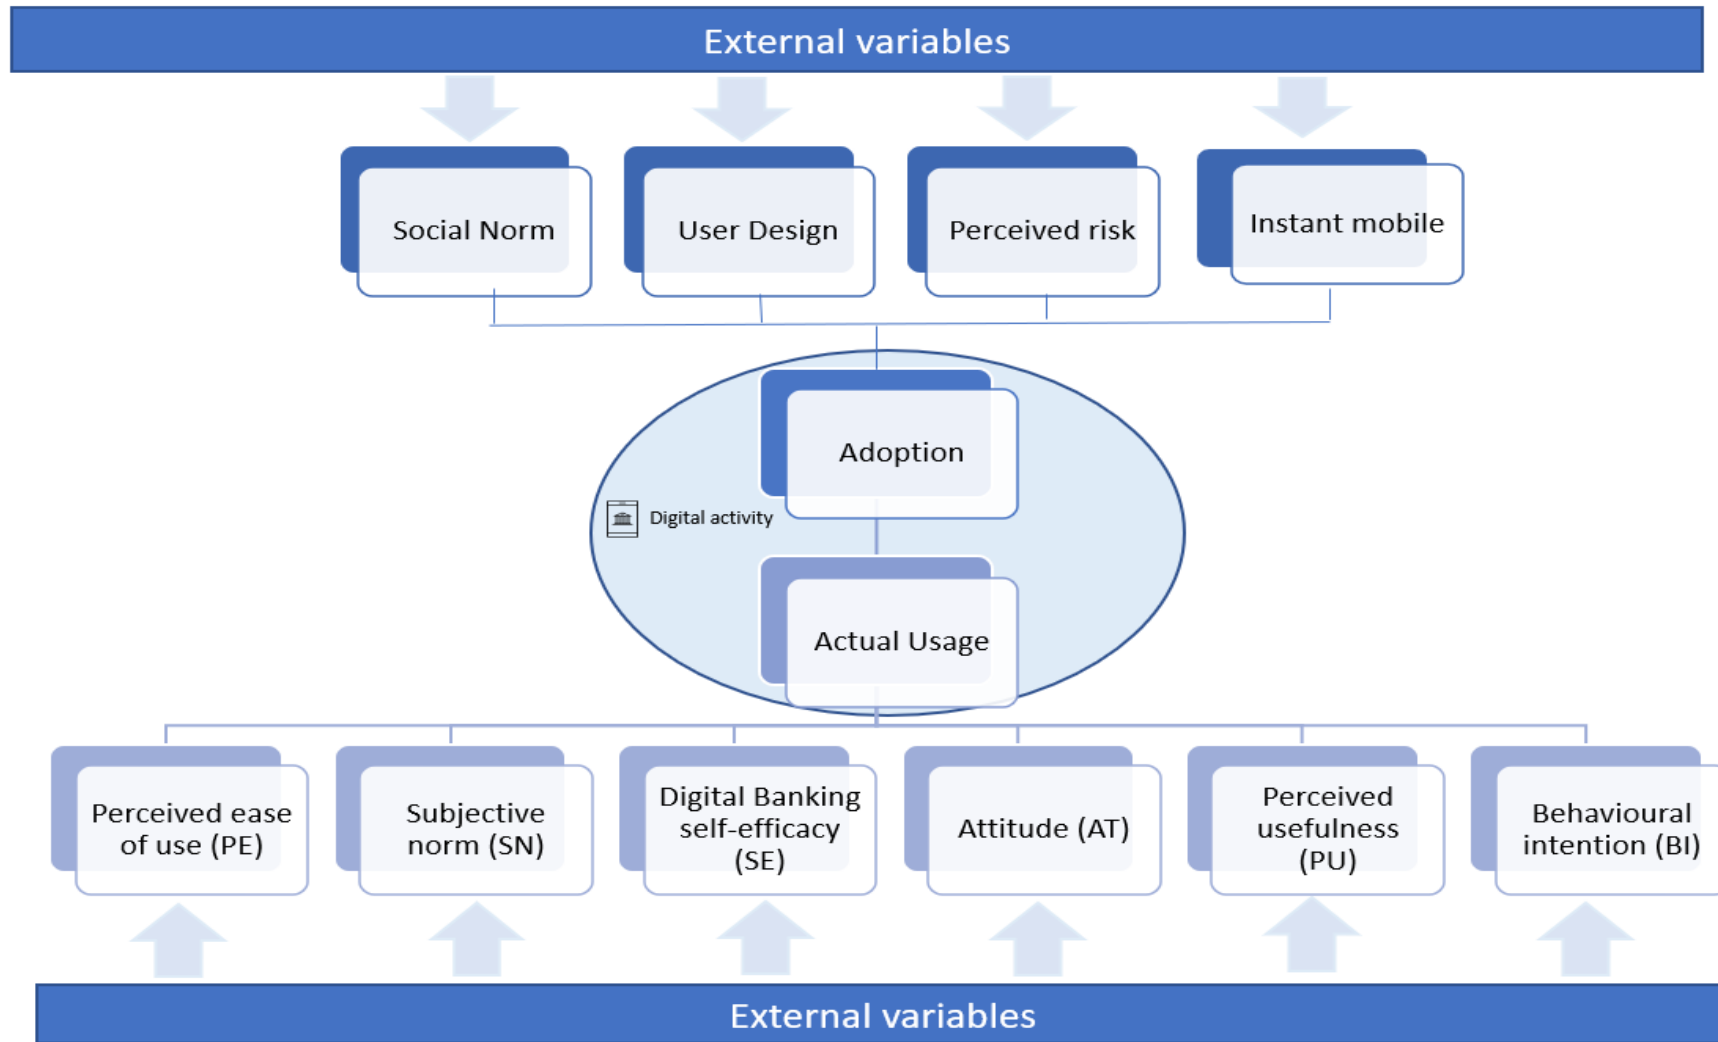 External variables
Social Norm
User Design
Perceived risk
Instant mobile
Adoption
Digital activity
Actual Usage
Perceived ease
of use (PE)
Subjective
norm (SN)
Digital Banking
self-efficacy
(SE)
Attitude (AT)
Perceived
usefulness
(PU)
Behavioural
intention (BI)
External variables